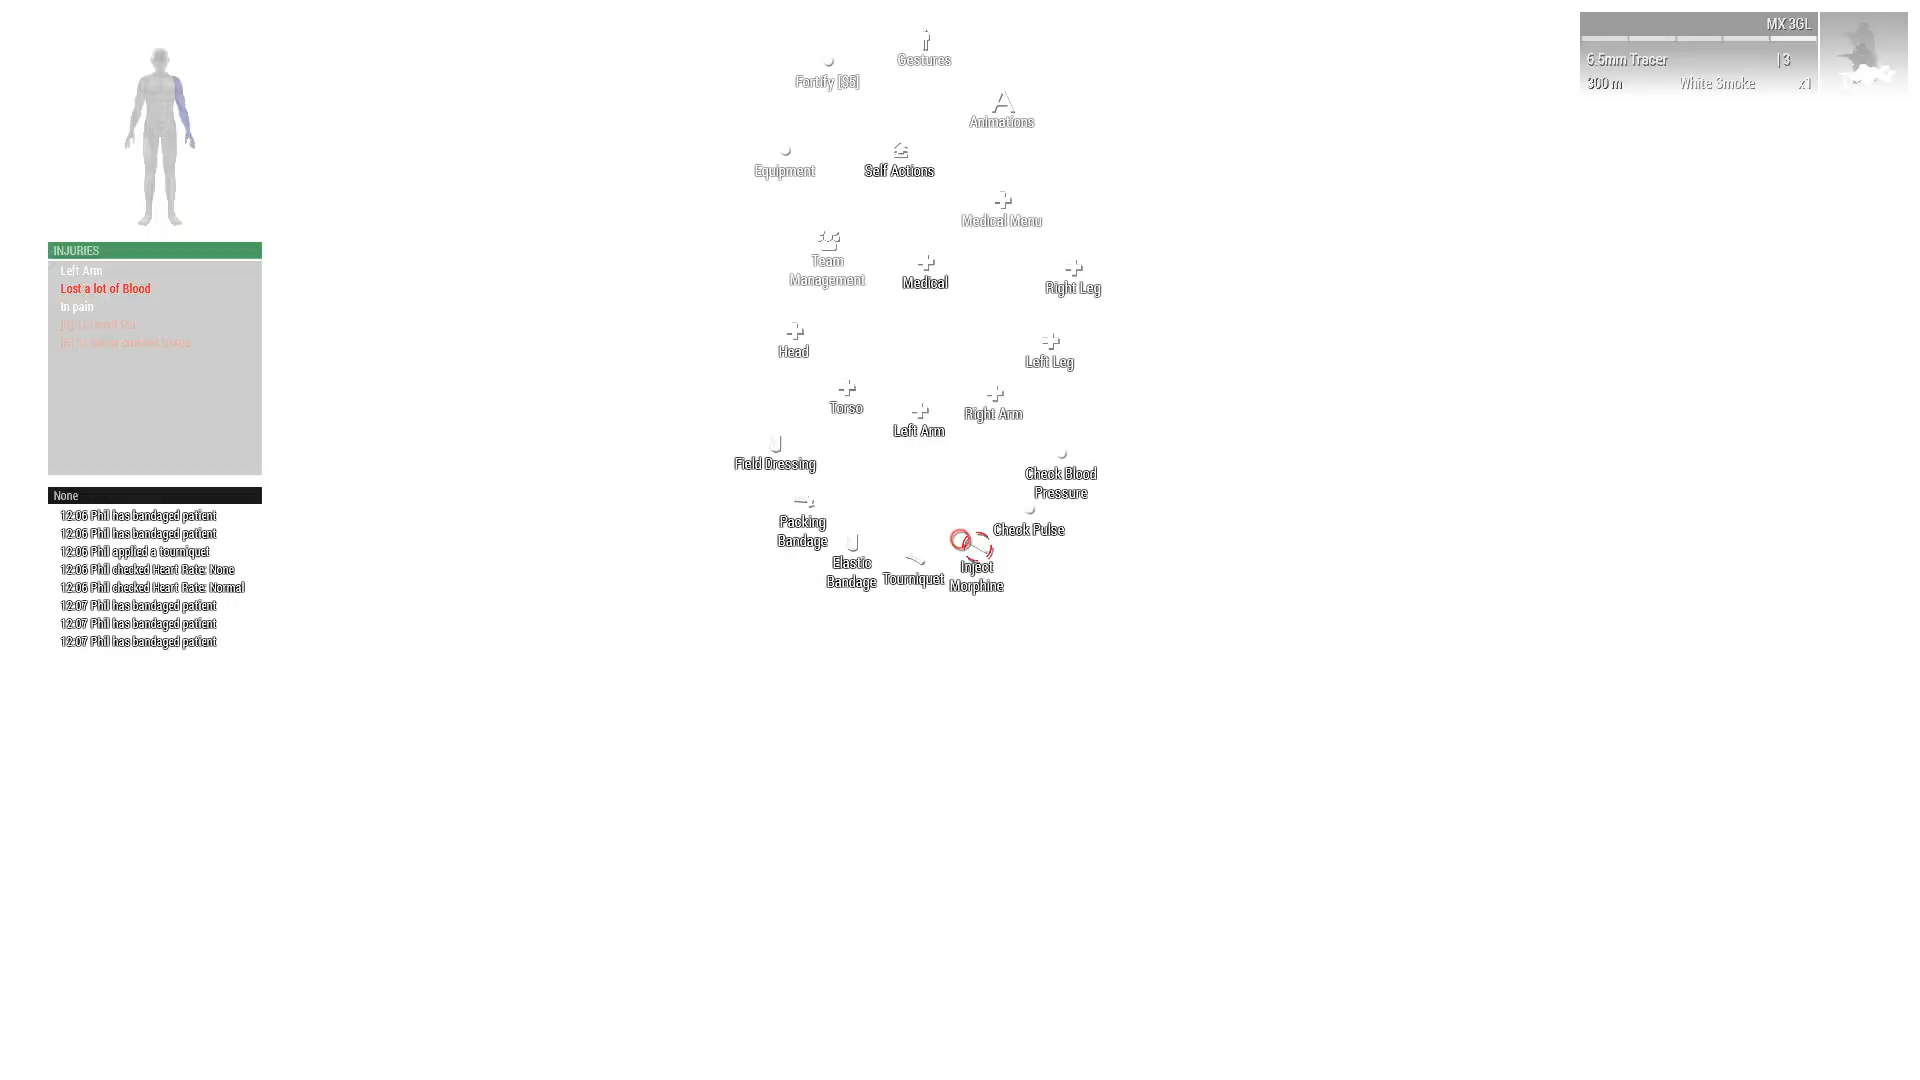 MX 3GL
6.5mm Tracer | 3
300 m White Smoke x1
Gestures
Fortify [$5]
Animations
Equipment
Self Actions
Medical Menu
Team
Management
Medical
Right Leg
Head
Left Leg
Torso
Left Arm
Right Arm
Field Dressing
Check Blood
Pressure
Packing
Bandage
Check Pulse
Elastic
Bandage
Tourniquet
Inject
Morphine
INJURIES
Left Arm
Lost a lot of Blood
In pain
None
12:06 Phil has bandaged patient
12:06 Phil has bandaged patient
12:06 Phil applied a tourniquet
12:06 Phil checked Heart Rate: None
12:06 Phil checked Heart Rate: Normal
12:07 Phil has bandaged patient
12:07 Phil has bandaged patient
12:07 Phil has bandaged patient